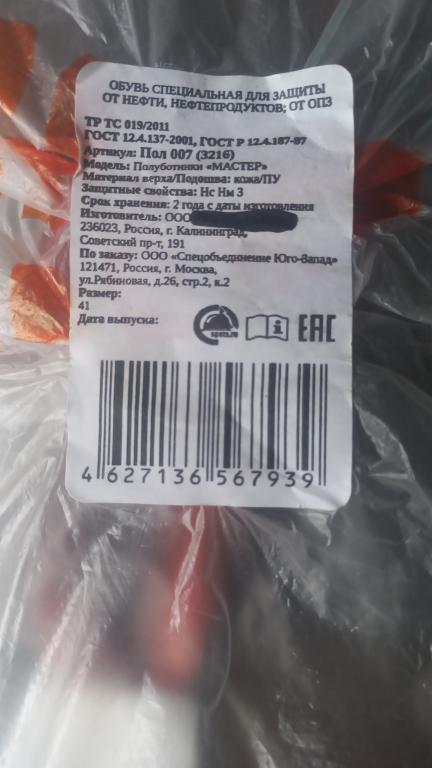 ОБУВЬ СПЕЦИАЛЬНАЯ ДЛЯ ЗАЩИТЫ
ОТ НЕФТИ, НЕФТЕПРОДУКТОВ; ОТ ОПЗ
ТР ТС 019/2011
ГОСТ 12.4.137-2001, ГОСТ Р 12.4.187-97
Артикул: Пол 007 (3216)
Модель: Полуботинки «МАСТЕР»
Материал верха/Подошва: кожа/ПУ
Защитные свойства: Нс Нм З
Срок хранения: 2 года с даты изготовления
Изготовитель: ООО
236023, Россия, г. Калининград,
Советский пр-т, 191
По заказу: ООО «Спецобъединение Юго-Запад»
121471, Россия, г. Москва,
ул.Рябиновая, д.26, стр.2, к.2
Размер:
41
Дата выпуска:
specs.ru
EAC
4 627136 567939